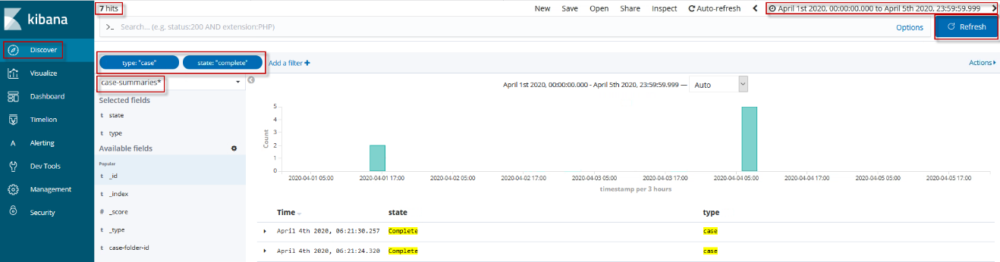 7 hits
New Save Open Share Inspect Auto-refresh April 1st 2020, 00:00:00.000 to April 5th 2020, 23:59:59.999
kibana
>_ Search... (e.g. status:200 AND extension:PHP) Options Refresh
Discover
Visualize
Dashboard
Timelion
Alerting
Dev Tools
Management
Security
type: "case" state: "complete" Add a filter + Actions
case-summaries*
Selected fields
t state
t type
Available fields
Popular
t _id
t _index
# _score
t _type
t case-folder-id
April 1st 2020, 00:00:00.000 - April 5th 2020, 23:59:59.999 — Auto
5
4
3
2
1
0
Count
2020-04-01 05:00 2020-04-01 17:00 2020-04-02 05:00 2020-04-02 17:00 2020-04-03 05:00 2020-04-03 17:00 2020-04-04 05:00 2020-04-04 17:00 2020-04-05 05:00 2020-04-05 17:00
timestamp per 3 hours
Time state type
April 4th 2020, 06:21:30.257 Complete case
April 4th 2020, 06:21:24.320 Complete case